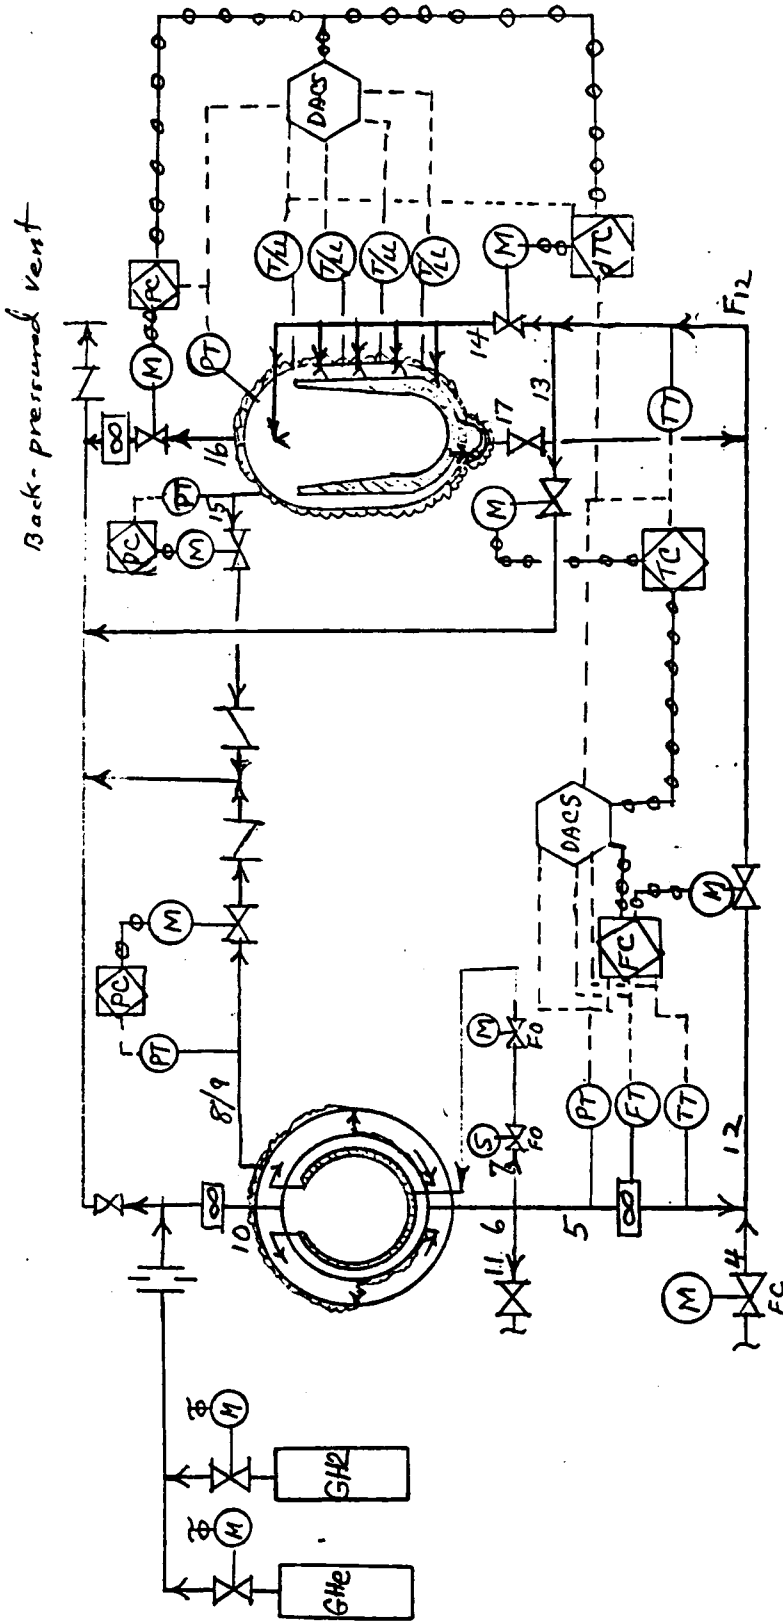 Back-pressured vent
PC
PT
M
PC
PT
M
15
PC
M
16
PT
8/9
10
M
GHe
M
GH2
T/LL
T/LL
T/LL
T/LL
DACS
14
M
17
13
M
dTC
S
FO
M
FO
7
6
11
5
PT
FT
TT
DACS
FC
M
TC
TT
M
FC
4
12
F12